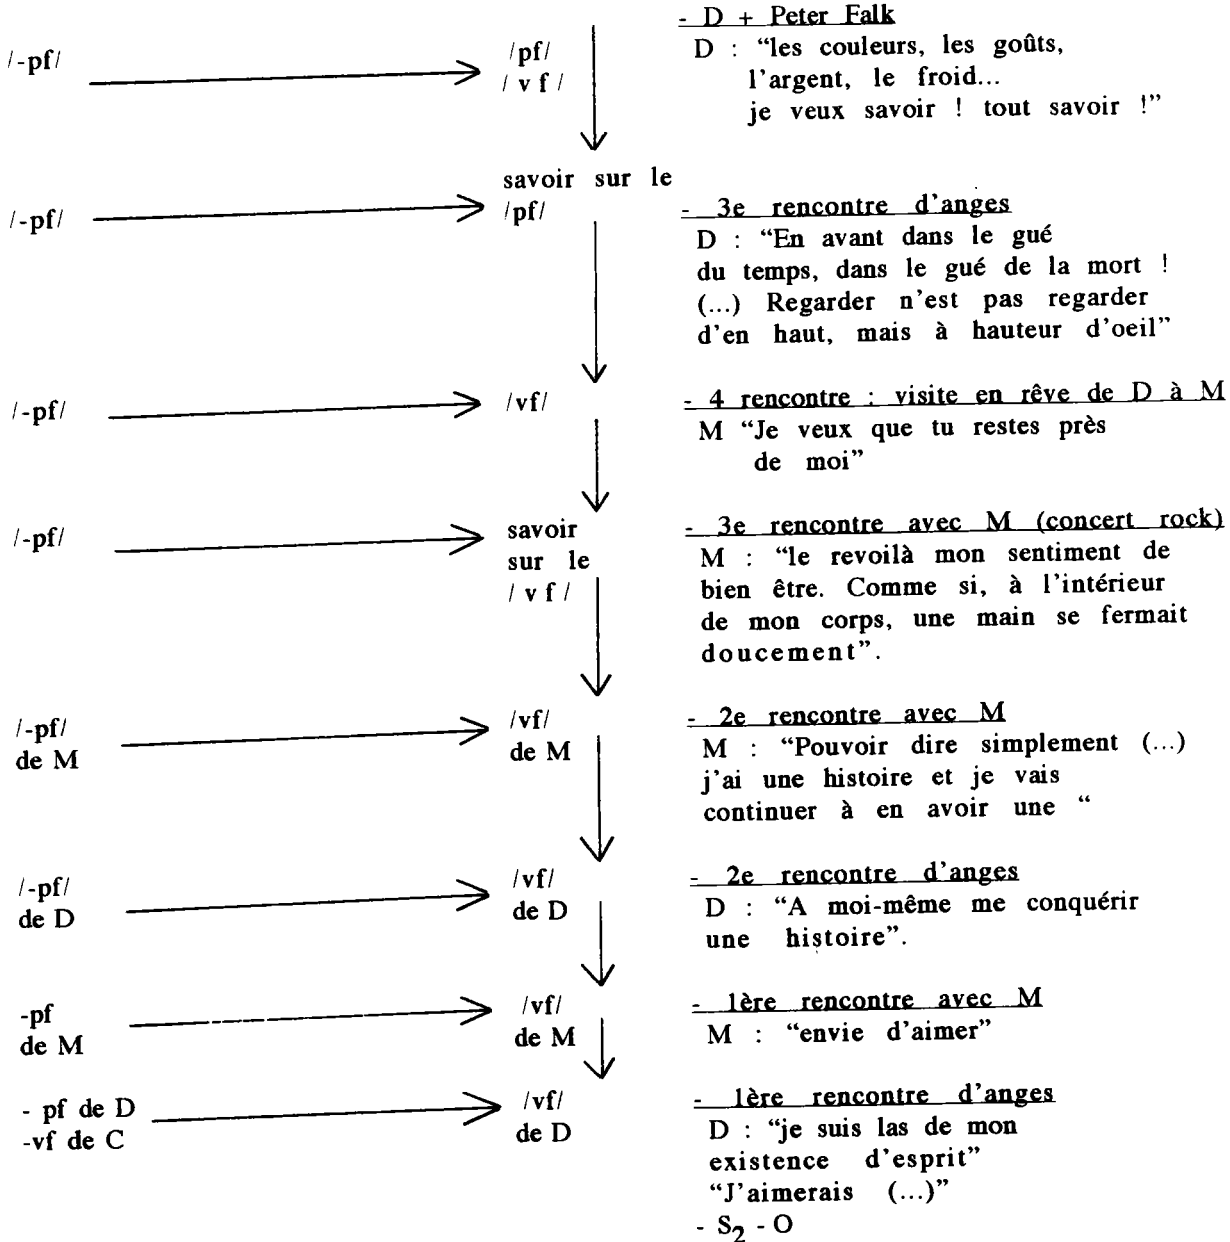 /-pf/
/pf/
/ v f /
- D + Peter Falk
D : “les couleurs, les goûts,
l'argent, le froid...
je veux savoir ! tout savoir !”
/-pf/
savoir sur le
/pf/
- 3e rencontre d'anges
D : “En avant dans le gué
du temps, dans le gué de la mort !
(...) Regarder n'est pas regarder
d'en haut, mais à hauteur d'oeil”
/-pf/
/vf/
- 4 rencontre : visite en rêve de D à M
M “Je veux que tu restes près
de moi”
/-pf/
savoir
sur le
/ v f /
- 3e rencontre avec M (concert rock)
M : “le revoilà mon sentiment de
bien être. Comme si, à l'intérieur
de mon corps, une main se fermait
doucement”.
/-pf/
de M
/vf/
de M
- 2e rencontre avec M
M : “Pouvoir dire simplement (...)
j'ai une histoire et je vais
continuer à en avoir une “
/-pf/
de D
/vf/
de D
- 2e rencontre d'anges
D : “A moi-même me conquérir
une histoire”.
-pf
de M
/vf/
de M
- 1ère rencontre avec M
M : “envie d'aimer”
- pf de D
-vf de C
/vf/
de D
- 1ère rencontre d'anges
D : “je suis las de mon
existence d'esprit”
“J'aimerais (...)”
- S2 - O